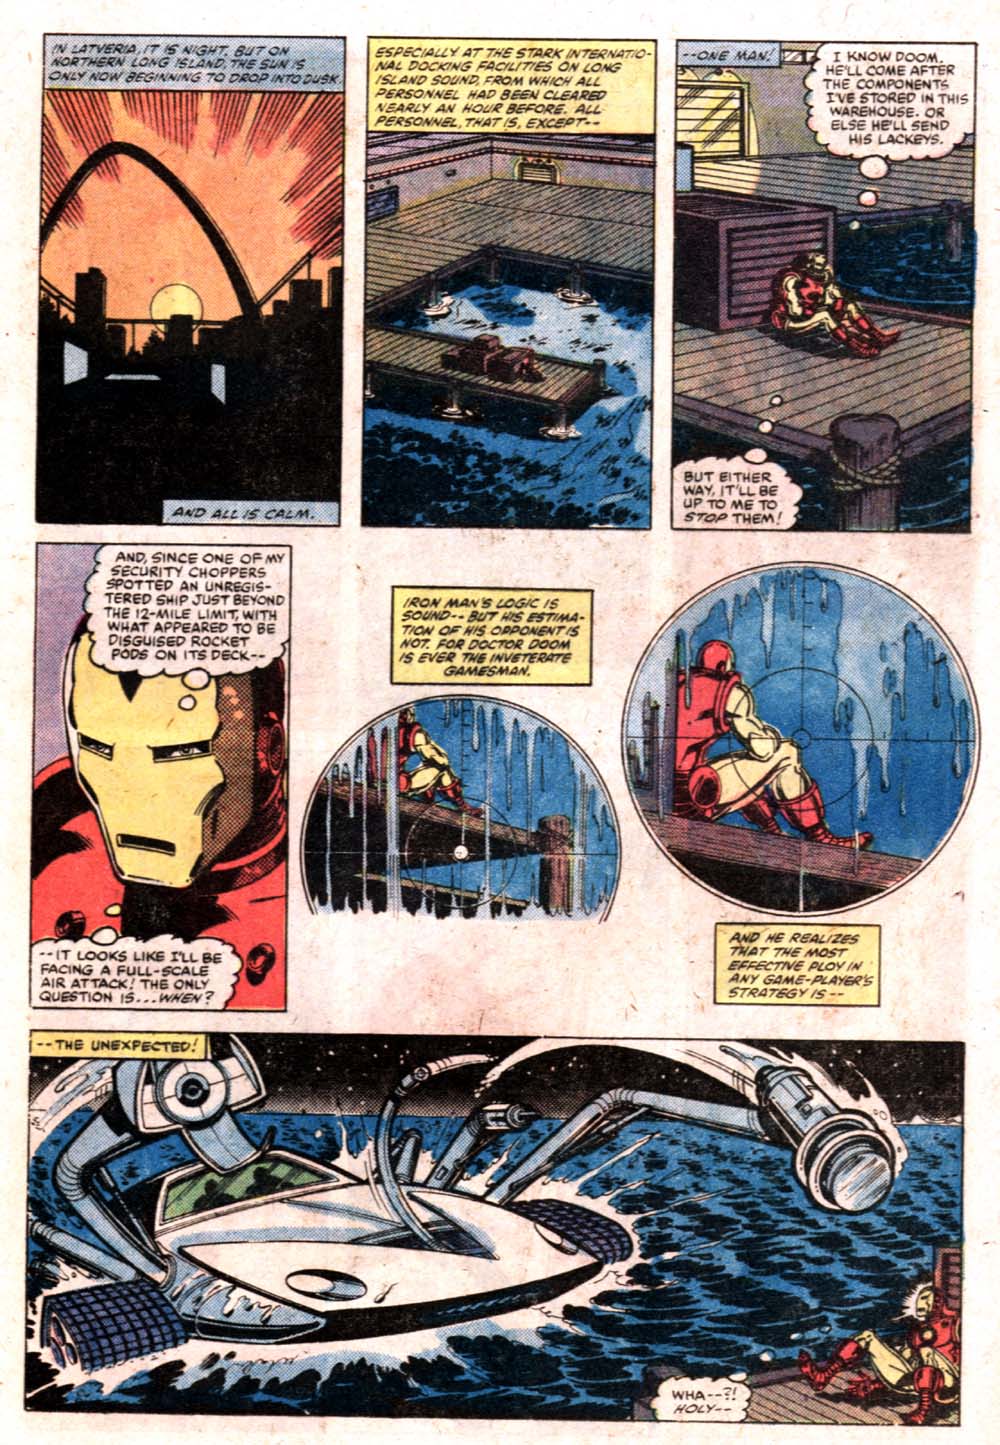 IN LATVERIA, IT IS NIGHT. BUT ON
NORTHERN LONG ISLAND, THE SUN IS
ONLY NOW BEGINNING TO DROP INTO DUSK.
AND ALL IS CALM.
ESPECIALLY AT THE STARK INTERNATIO-
NAL DOCKING FACILITIES ON LONG
ISLAND SOUND, FROM WHICH ALL
PERSONNEL HAD BEEN CLEARED
NEARLY AN HOUR BEFORE. ALL
PERSONNEL, THAT IS, EXCEPT--
--ONE MAN!
I KNOW DOOM.
HE'LL COME AFTER
THE COMPONENTS
I'VE STORED IN THIS
WAREHOUSE. OR
ELSE HE'LL SEND
HIS LACKEYS.
BUT EITHER
WAY, IT'LL BE
UP TO ME TO
STOP THEM!
AND, SINCE ONE OF MY
SECURITY CHOPPERS
SPOTTED AN UNREGIS-
TERED SHIP JUST BEYOND
THE 12-MILE LIMIT, WITH
WHAT APPEARED TO BE
DISGUISED ROCKET
PODS ON ITS DECK--
--IT LOOKS LIKE I'LL BE
FACING A FULL-SCALE
AIR ATTACK! THE ONLY
QUESTION IS... WHEN?
IRON MAN'S LOGIC IS
SOUND-- BUT HIS ESTIMA-
TION OF HIS OPPONENT IS
NOT. FOR DOCTOR DOOM
IS EVER THE INVETERATE
GAMESMAN.
AND HE REALIZES
THAT THE MOST
EFFECTIVE PLOY IN
ANY GAME-PLAYER'S
STRATEGY IS--
--THE UNEXPECTED!
WHA--?!
HOLY--